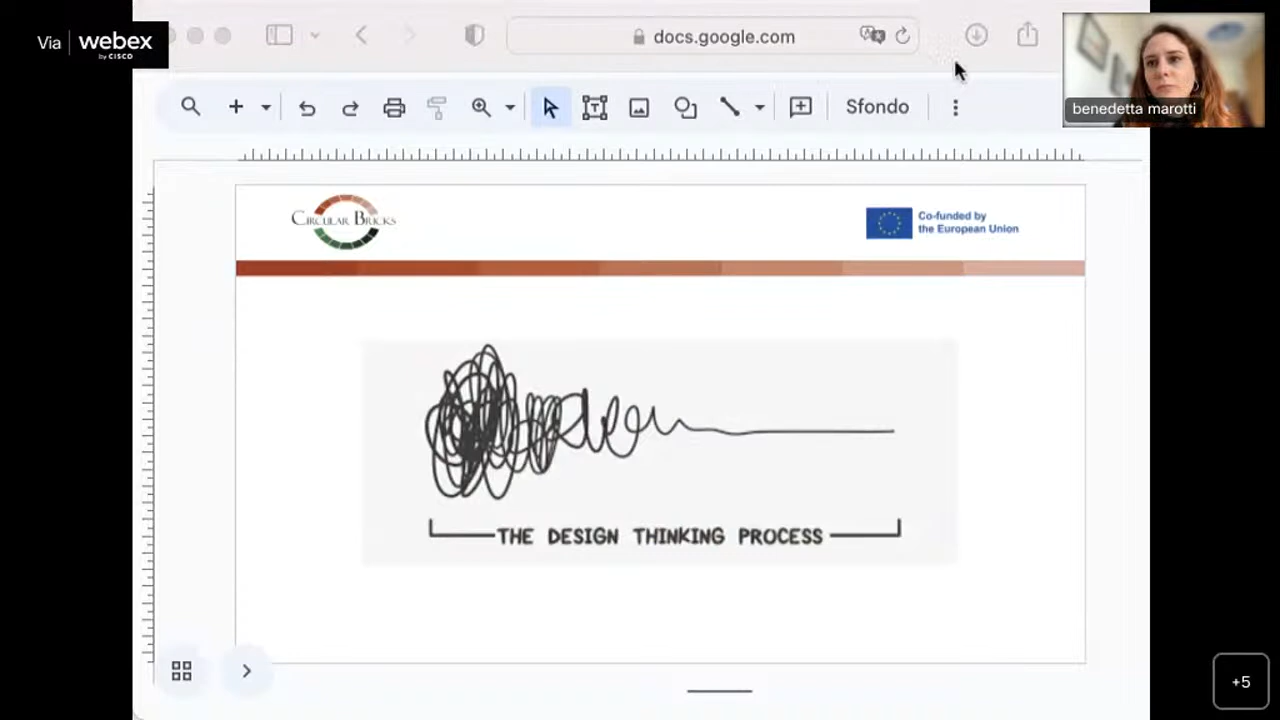 Via webex
by CISCO
docs.google.com
benedetta marotti
Sfondo
CIRCULAR BRICKS
Co-funded by
the European Union
THE DESIGN THINKING PROCESS
+5